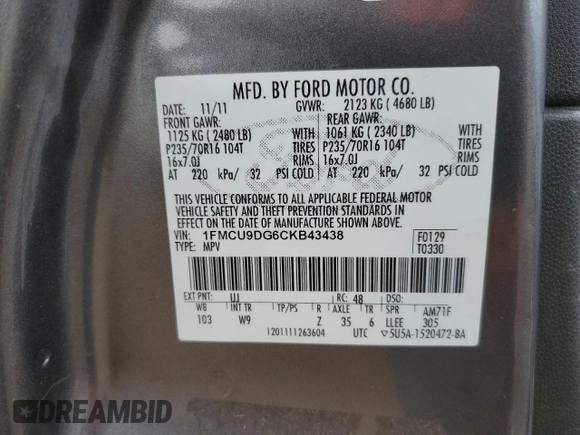 MFD. BY FORD MOTOR CO.
DATE: 11/11 GVWR: 2123 KG ( 4680 LB)
FRONT GAWR: REAR GAWR:
1125 KG ( 2480 LB) WITH 1061 KG ( 2340 LB) WITH
P235/70R16 104T TIRES P235/70R16 104T TIRES
16x7.0J RIMS 16x7.0J RIMS
AT 220 kPa/ 32 PSI COLD AT 220 kPa/ 32 PSI COLD
THIS VEHICLE CONFORMS TO ALL APPLICABLE FEDERAL MOTOR
VEHICLE SAFETY AND THEFT PREVENTION STANDARDS IN
EFFECT ON THE DATE OF MANUFACTURE SHOWN ABOVE.
VIN: 1FMCU9DG6CKB43438 F0129
TYPE: MPV T0330
EXT PNT: UJ RC: 48 DSO:
WB INT TR TP/PS R AXLE TR SPR AM71F
103 W9 Z 35 6 LLEE 305
1201111263604 UTC 5U5A-1520472-BA
DREAMBID